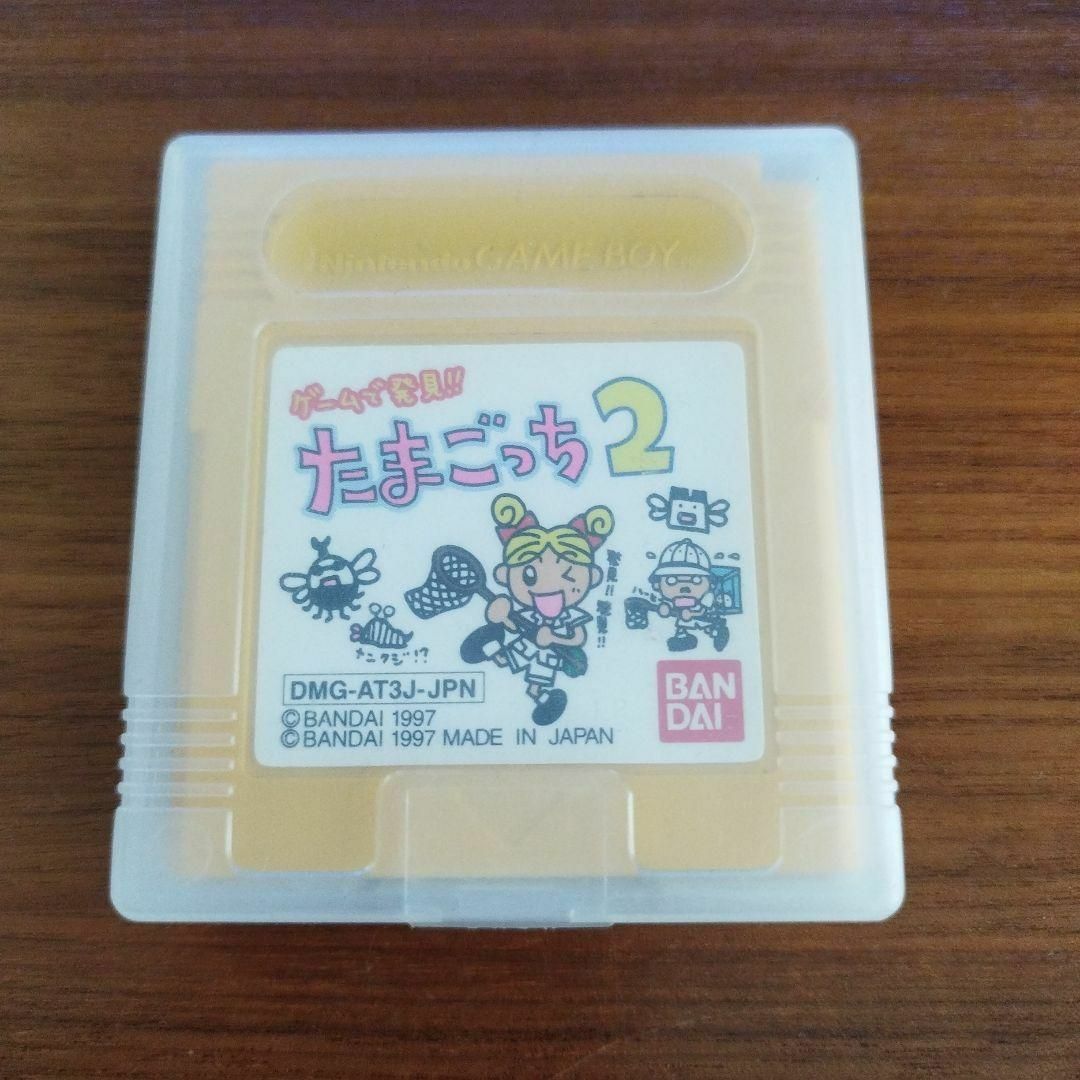 Nintendo GAME BOY
ゲームで発見!!
たまごっち2
発見!! 発見!!
ナニクジ!?
DMG-AT3J-JPN
©BANDAI 1997
©BANDAI 1997 MADE IN JAPAN
BAN
DAI